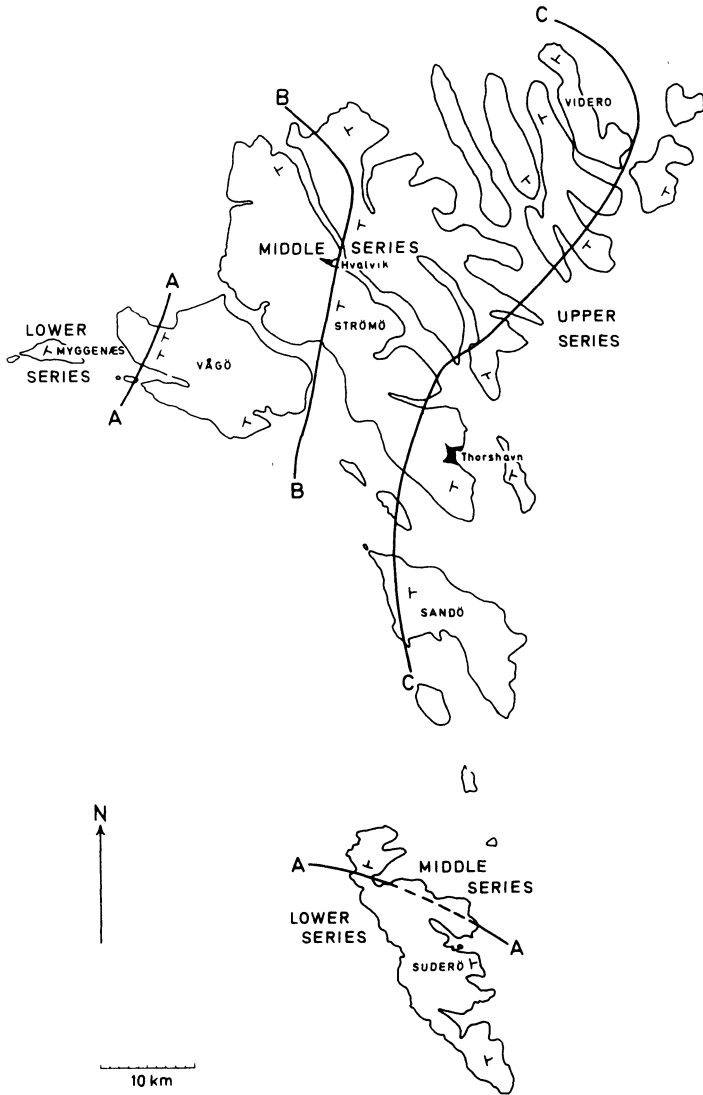 C
B
VIDERO
MIDDLE SERIES
Hvalvik
A
LOWER
MYGGENÆS
SERIES
VÅGÖ
STRÖMÖ
UPPER
SERIES
A
Thorshavn
B
SANDÖ
C
N
A
MIDDLE
SERIES
LOWER
SERIES
A
SUDERÖ
10 km